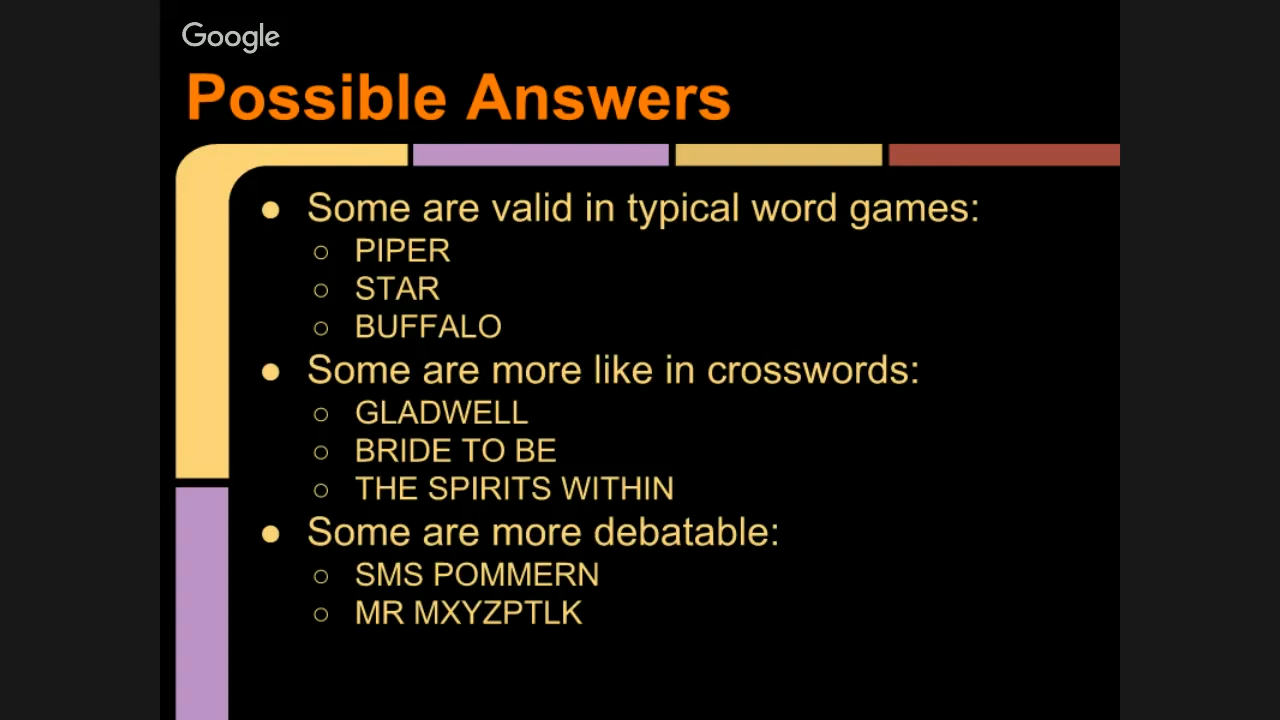 Google
Possible Answers
● Some are valid in typical word games:
○ PIPER
○ STAR
○ BUFFALO
● Some are more like in crosswords:
○ GLADWELL
○ BRIDE TO BE
○ THE SPIRITS WITHIN
● Some are more debatable:
○ SMS POMMERN
○ MR MXYZPTLK